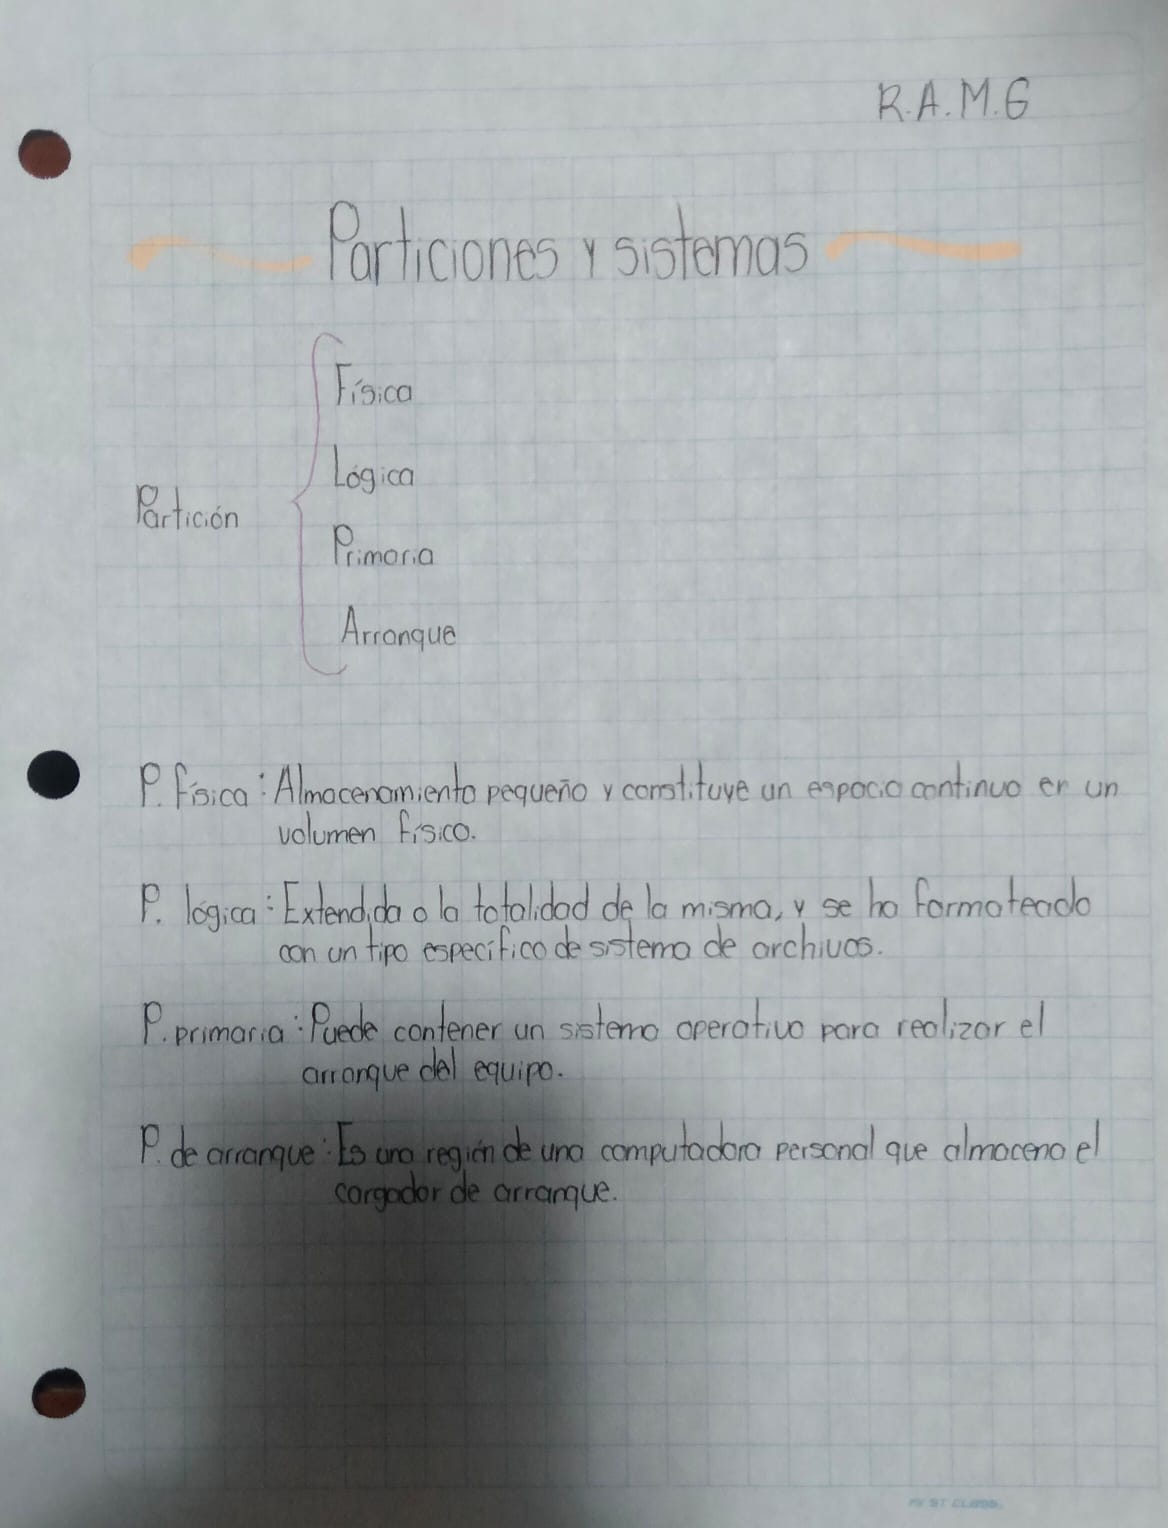 R.A.M.G
Particiones y sistemas
Física
Lógica
Partición
Primaria
Arranque
P. física: Almacenamiento pequeño y constituye un espacio continuo en un
volumen físico.
P. lógica: Extendida o la totalidad de la misma, y se ha formateado
con un tipo específico de sistema de archivos.
P. primaria: Puede contener un sistema operativo para realizar el
arranque del equipo.
P. de arranque: Es una región de una computadora personal que almacena el
cargador de arranque.